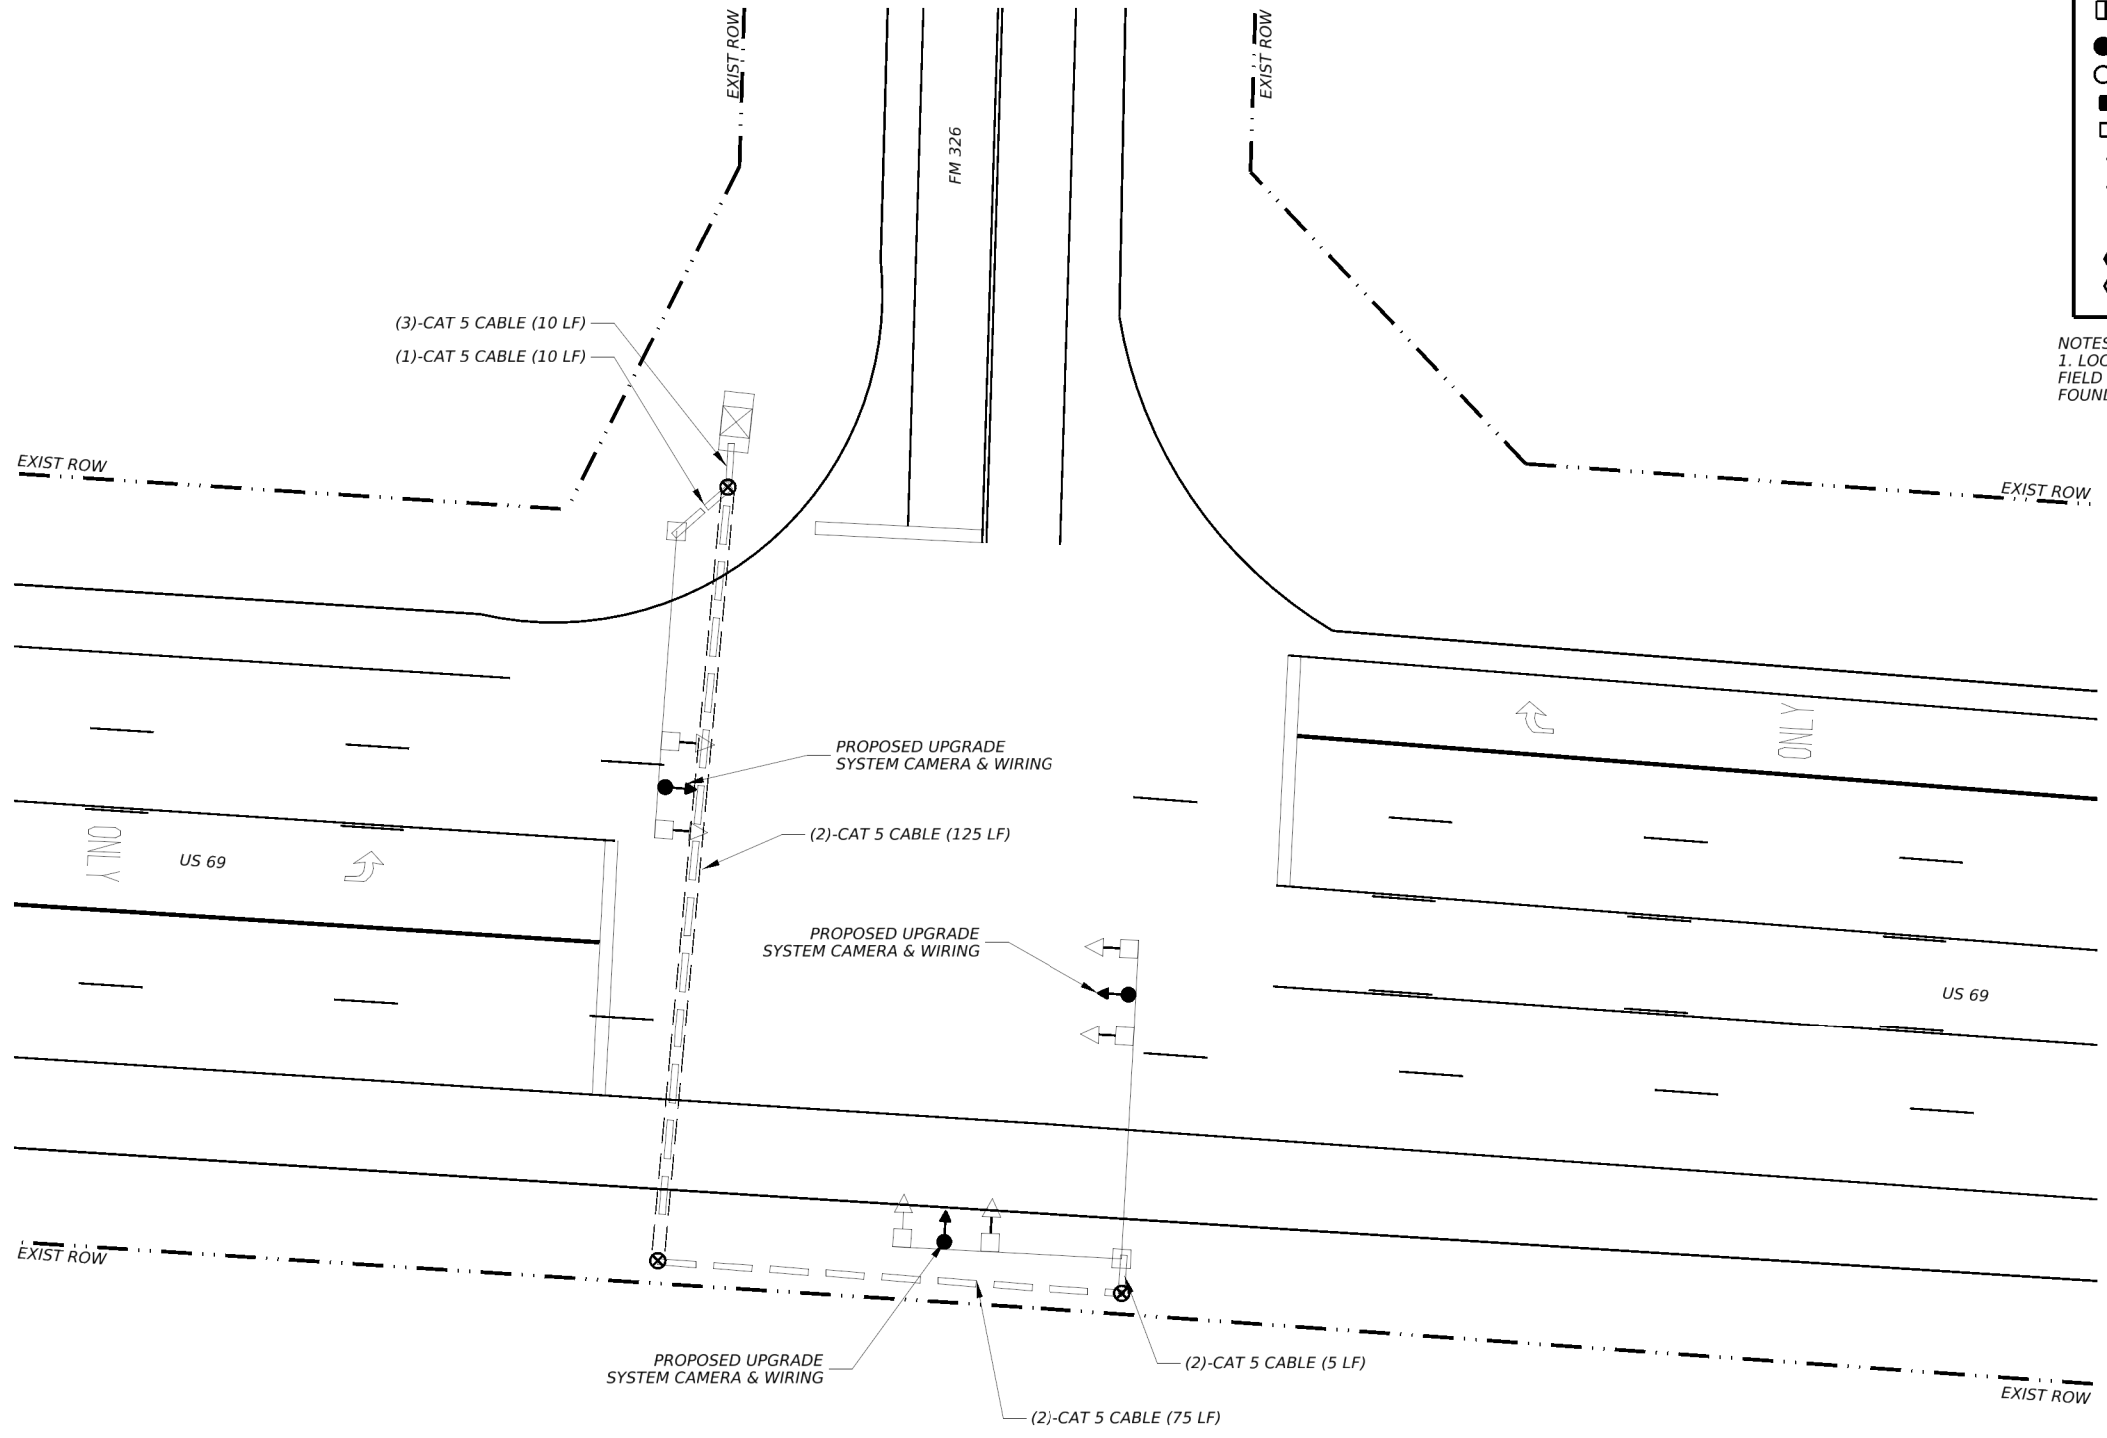 EXIST ROW
EXIST ROW
FM 326
(3)-CAT 5 CABLE (10 LF)
(1)-CAT 5 CABLE (10 LF)
NOTES
1. LOC
FIELD
FOUN
EXIST ROW
EXIST ROW
ONLY
PROPOSED UPGRADE
SYSTEM CAMERA & WIRING
(2)-CAT 5 CABLE (125 LF)
ONLY
US 69
PROPOSED UPGRADE
SYSTEM CAMERA & WIRING
US 69
EXIST ROW
PROPOSED UPGRADE
SYSTEM CAMERA & WIRING
(2)-CAT 5 CABLE (5 LF)
EXIST ROW
(2)-CAT 5 CABLE (75 LF)